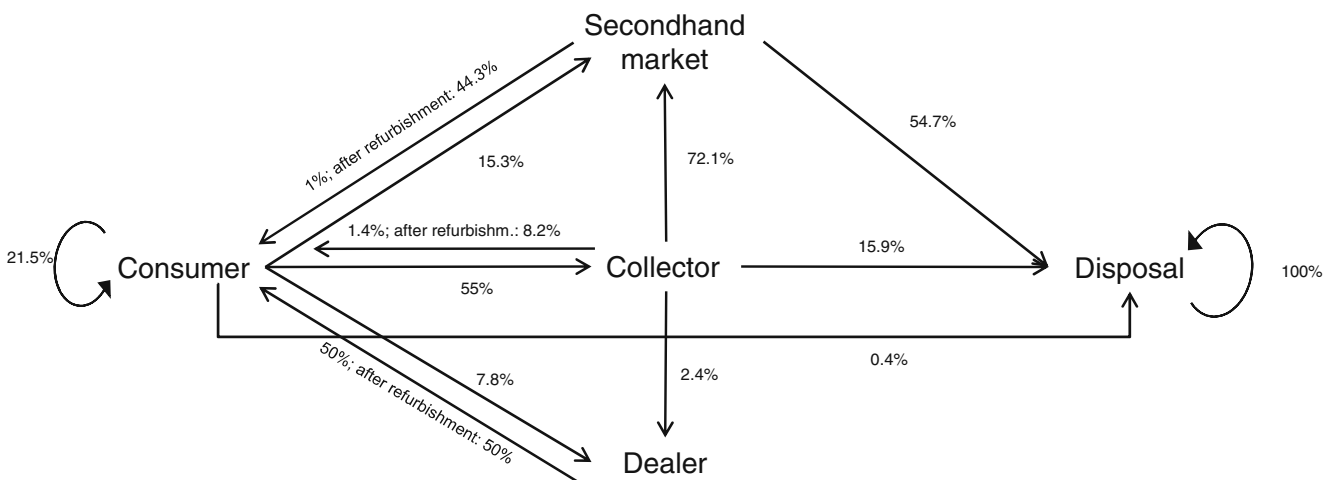 Secondhand
market
1%; after refurbishment: 44.3%
54.7%
15.3%
72.1%
1.4%; after refurbishm.: 8.2%
21.5%
Consumer
Collector
15.9%
Disposal
100%
55%
0.4%
50%; after refurbishment: 50%
7.8%
2.4%
Dealer